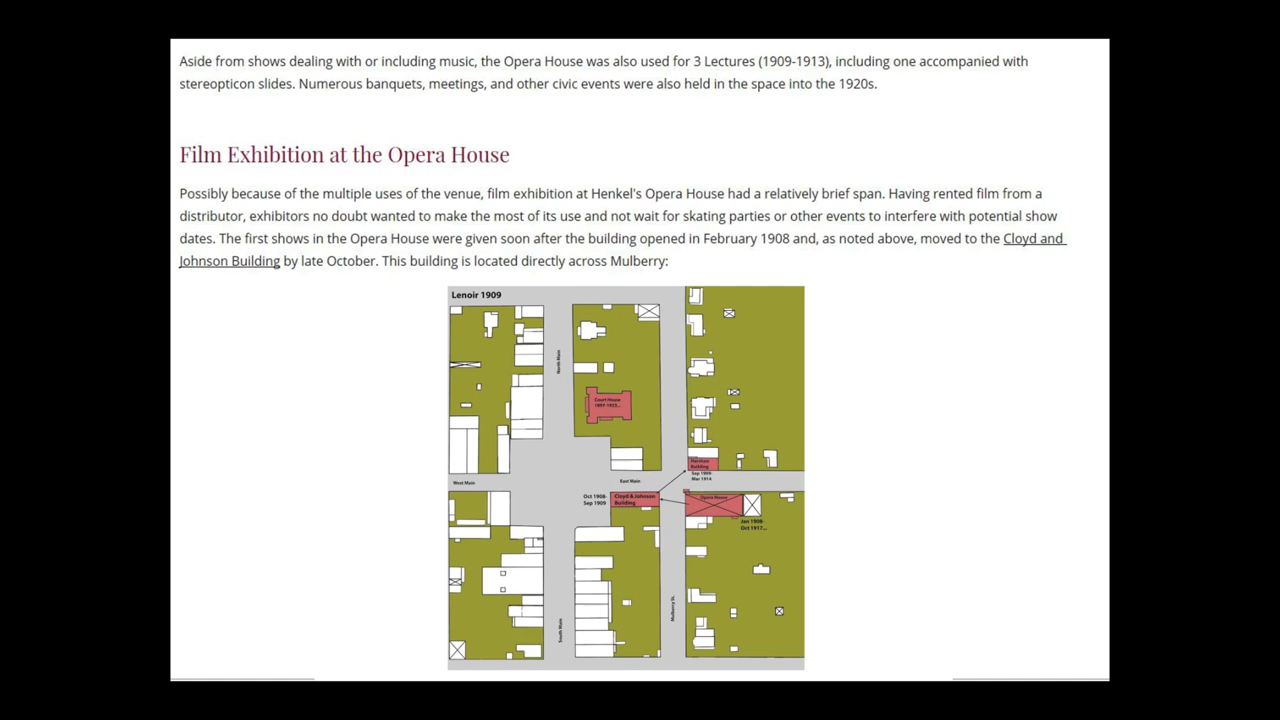 Aside from shows dealing with or including music, the Opera House was also used for 3 Lectures (1909-1913), including one accompanied with
stereopticon slides. Numerous banquets, meetings, and other civic events were also held in the space into the 1920s.
Film Exhibition at the Opera House
Possibly because of the multiple uses of the venue, film exhibition at Henkel's Opera House had a relatively brief span. Having rented film from a
distributor, exhibitors no doubt wanted to make the most of its use and not wait for skating parties or other events to interfere with potential show
dates. The first shows in the Opera House were given soon after the building opened in February 1908 and, as noted above, moved to the Cloyd and
Johnson Building by late October. This building is located directly across Mulberry:
Lenoir 1909
North Main
Court House
Building
Sep 1909-
Mar 1914
West Main
East Main
Oct 1908-
Sep 1909
Cloyd & Johnson
Building
Opera House
Jan 1908-
Oct 1917...
Mulberry St.
South Main